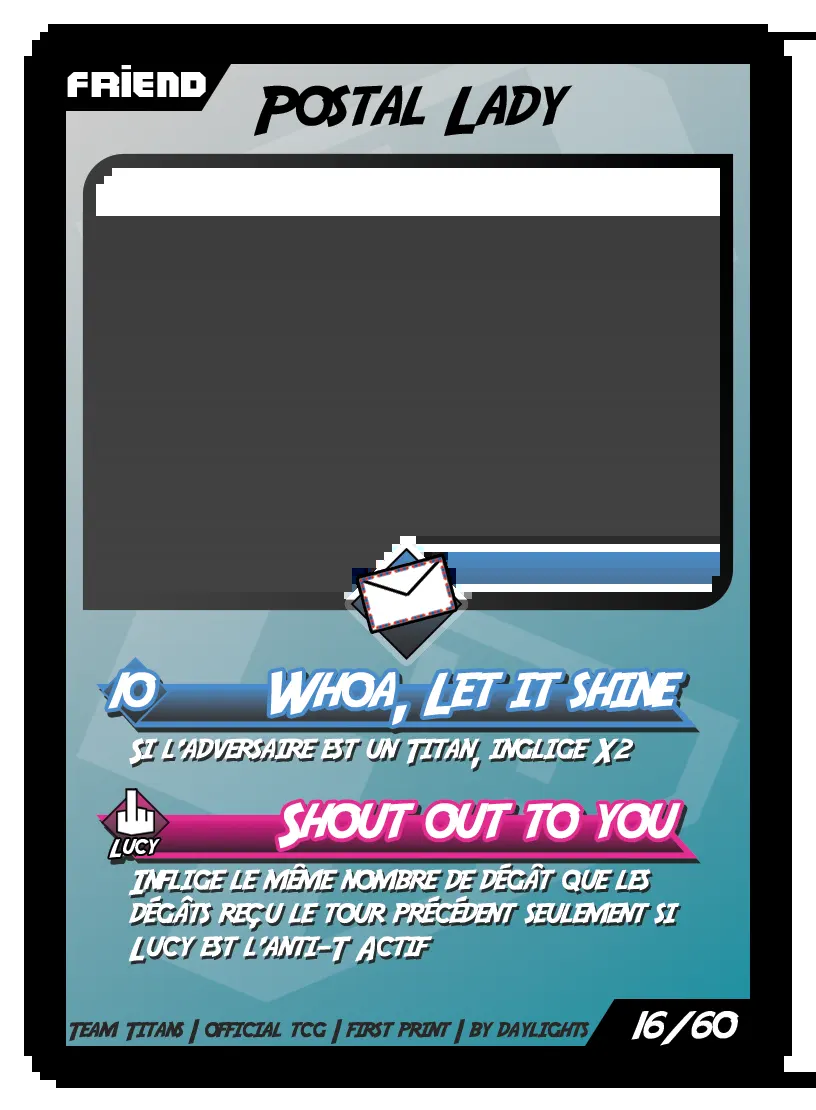 FRIEND
POSTAL LADY
10
WHOA, LET IT SHINE
SI L'ADVERSAIRE EST UN TITAN, INGLIGE X2
SHOUT OUT TO YOU
LUCY
INFLIGE LE MÊME NOMBRE DE DÉGÂT QUE LES
DÉGÂTS REÇU LE TOUR PRÉCÉDENT SEULEMENT SI
LUCY EST L'ANTI-T ACTIF
TEAM TITANS | OFFICIAL TCG | FIRST PRINT | BY DAYLIGHTS
16/60